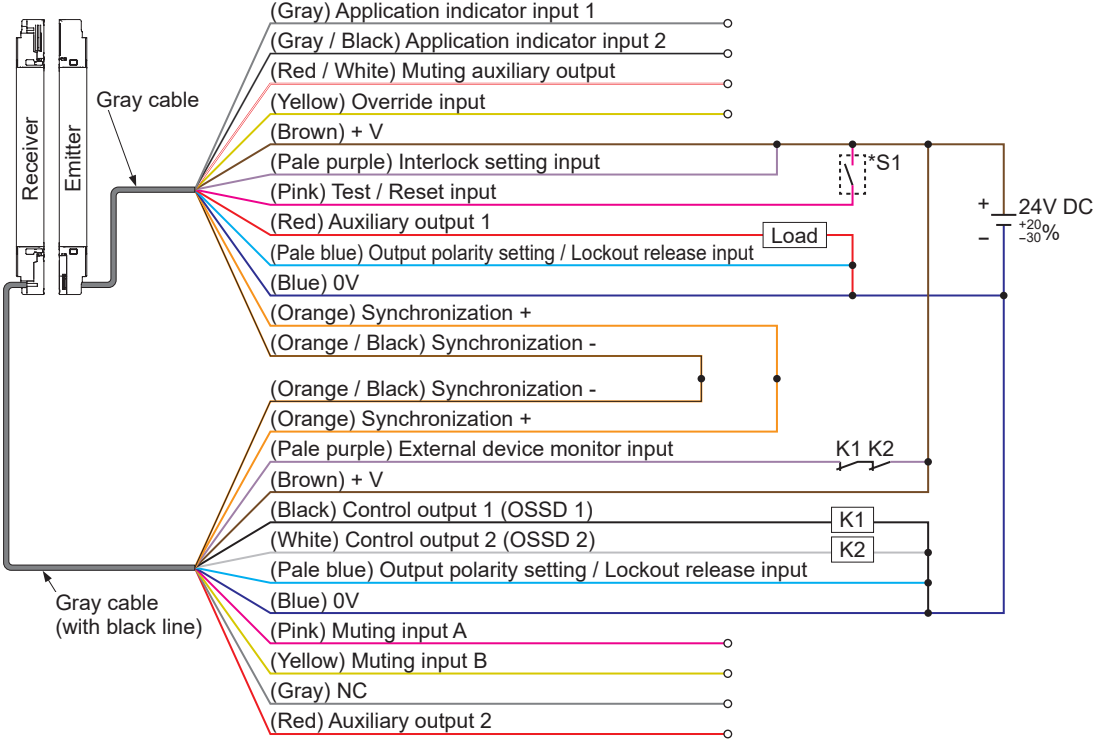 (Gray) Application indicator input 1
(Gray / Black) Application indicator input 2
(Red / White) Muting auxiliary output
Gray cable
(Yellow) Override input
(Brown) + V
Receiver
Emitter
(Pale purple) Interlock setting input
*S1
(Pink) Test / Reset input
+
24V DC
+20
−30 %
−
(Red) Auxiliary output 1
Load
(Pale blue) Output polarity setting / Lockout release input
(Blue) 0V
(Orange) Synchronization +
(Orange / Black) Synchronization -
(Orange / Black) Synchronization -
(Orange) Synchronization +
(Pale purple) External device monitor input
K1 K2
(Brown) + V
(Black) Control output 1 (OSSD 1)
K1
(White) Control output 2 (OSSD 2)
K2
(Pale blue) Output polarity setting / Lockout release input
Gray cable
(with black line)
(Blue) 0V
(Pink) Muting input A
(Yellow) Muting input B
(Gray) NC
(Red) Auxiliary output 2